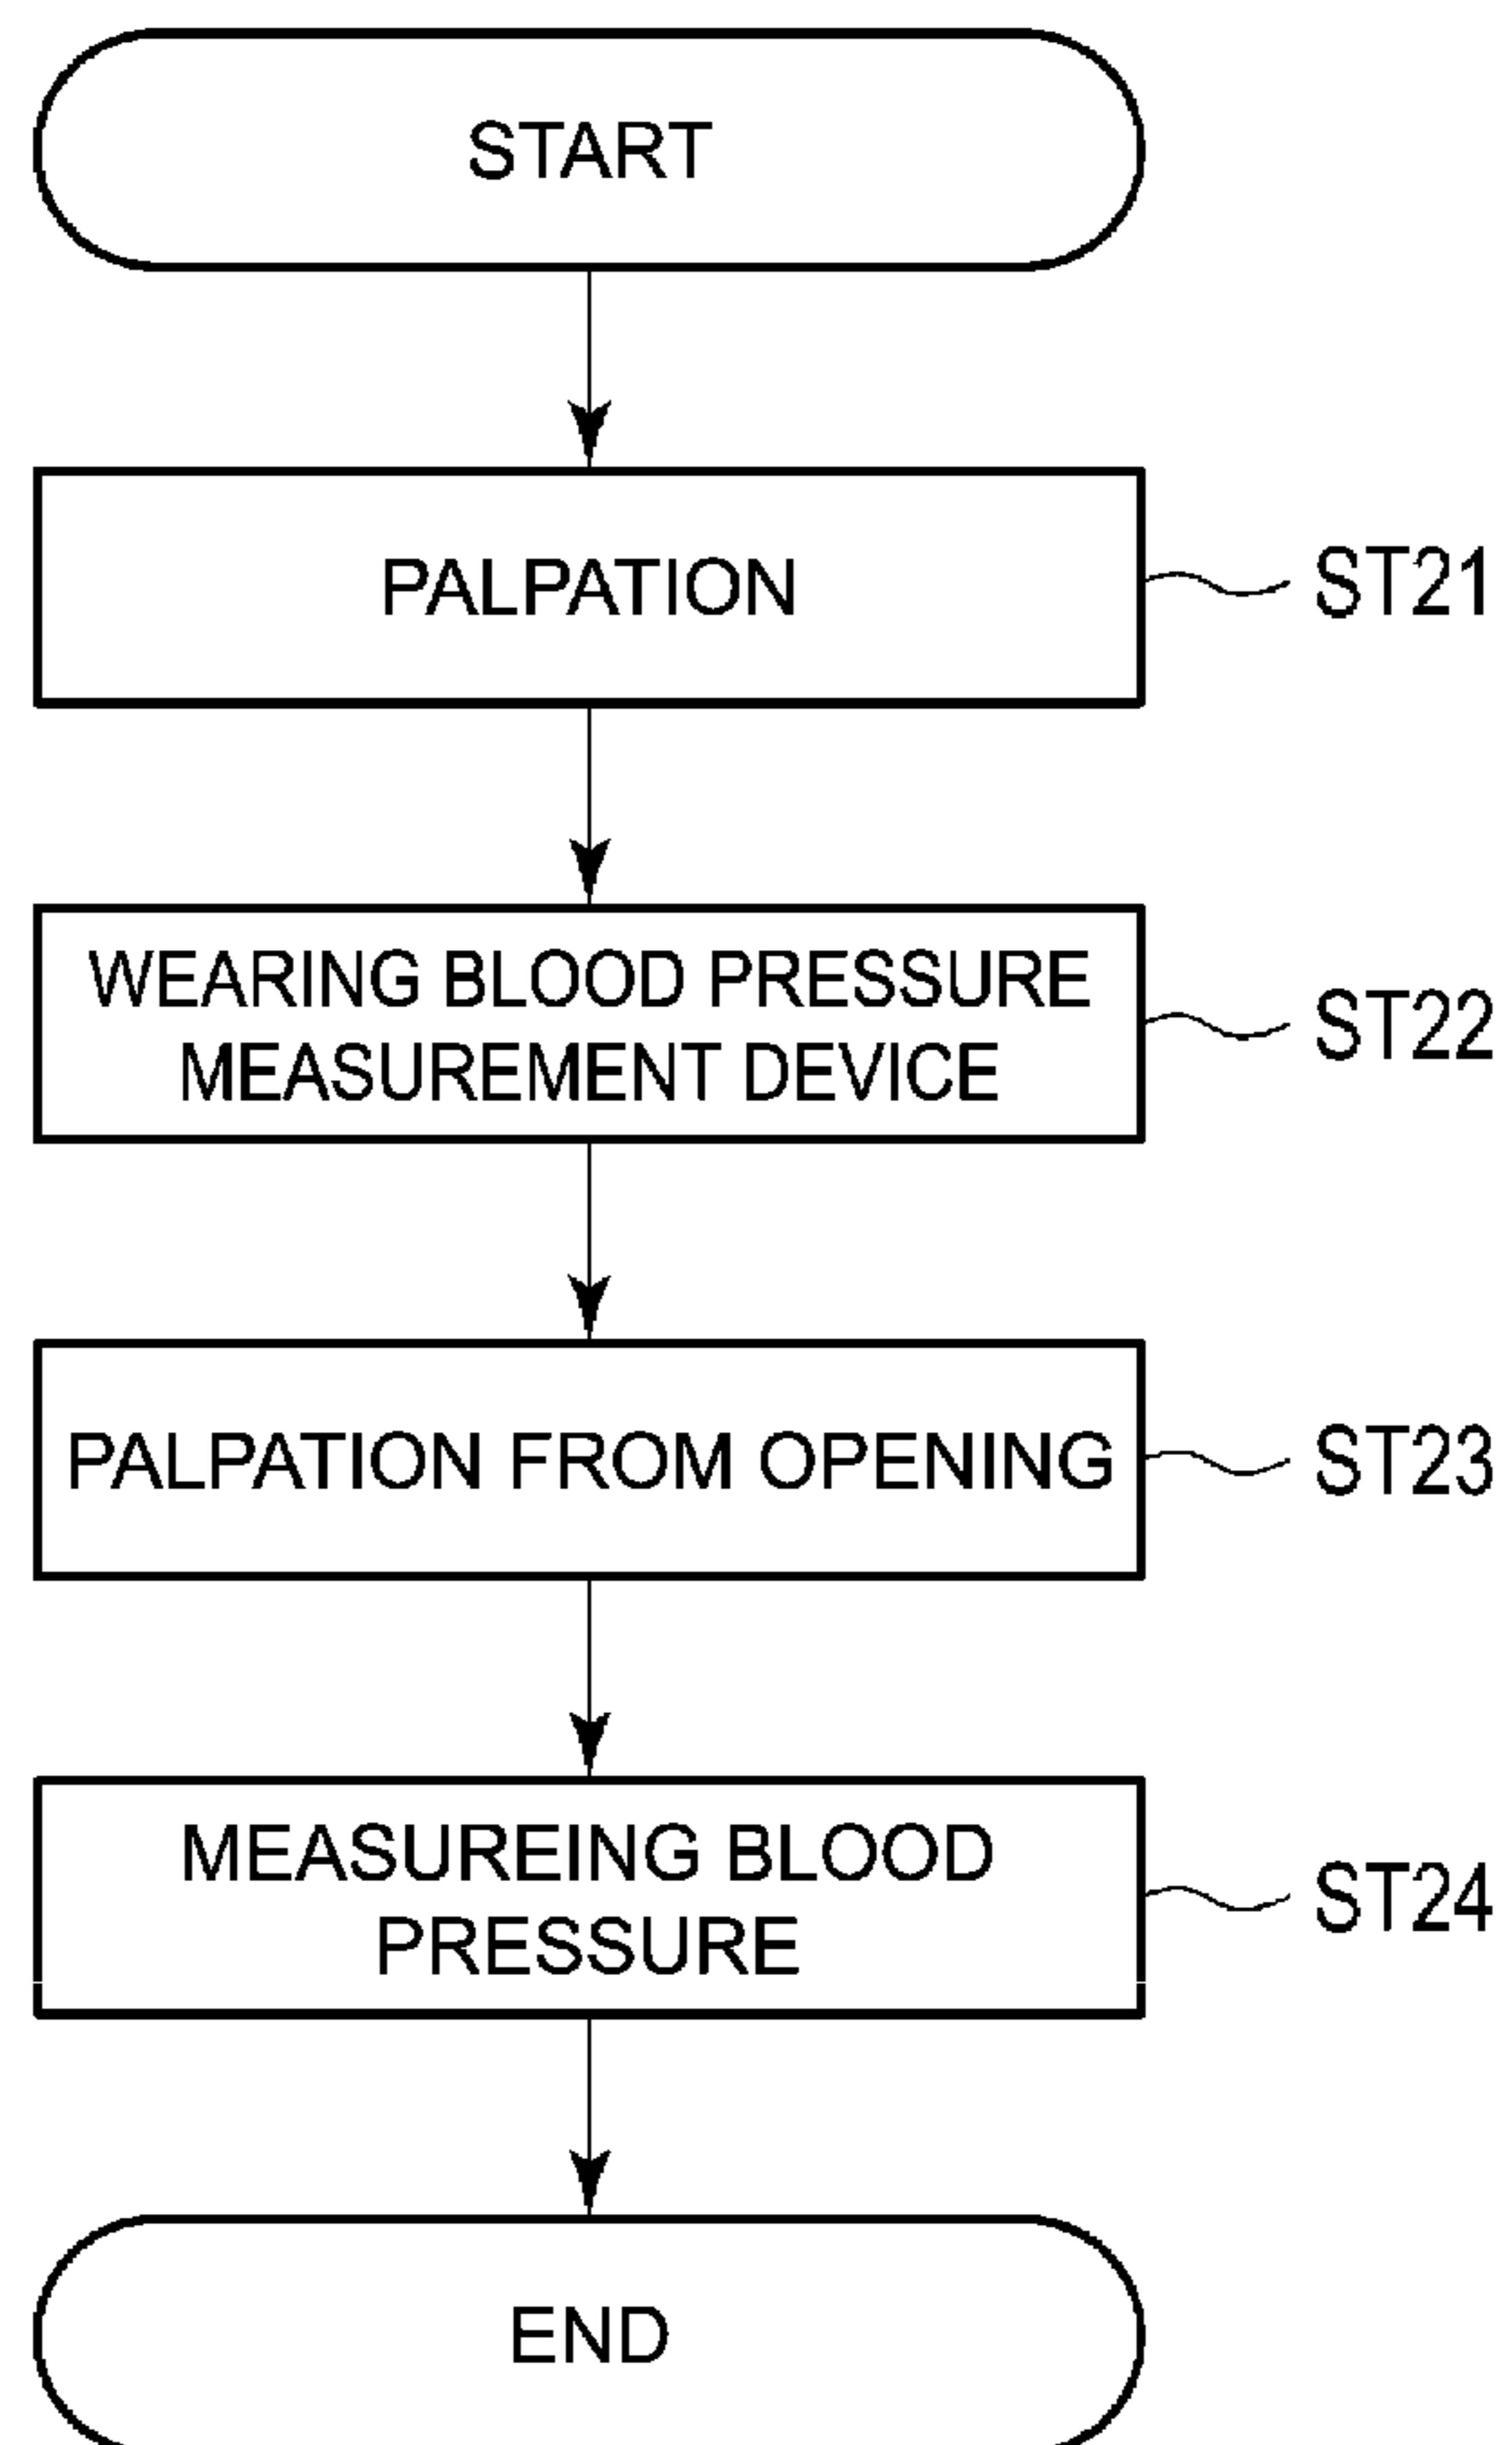 START
PALPATION
ST21
WEARING BLOOD PRESSURE
MEASUREMENT DEVICE
ST22
PALPATION FROM OPENING
ST23
MEASUREING BLOOD
PRESSURE
ST24
END